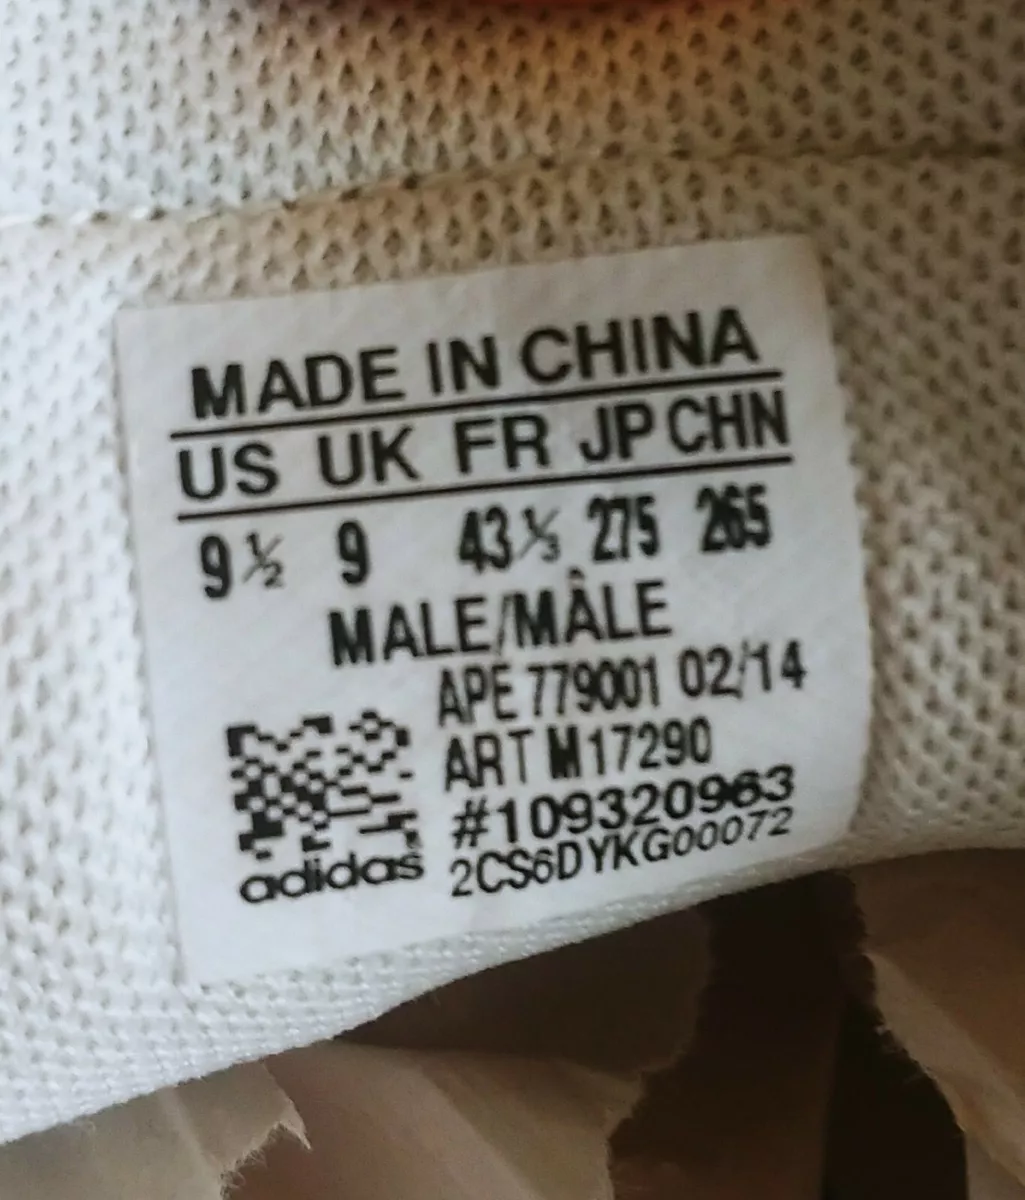 MADE IN CHINA
US UK FR JP CHN
9½ 9 43⅓ 275 265
MALE/MÂLE
APE 779001 02/14
ART M17290
#109320963
adidas 2CS6DYKG00072